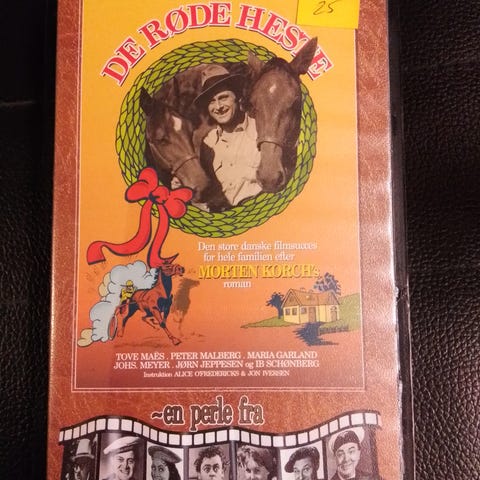 25
DE RØDE HESTE
Den store danske filmsucces
for hele familien efter
MORTEN KORCH's
roman
TOVE MAËS . PETER MALBERG . MARIA GARLAND
JOHS. MEYER . JØRN JEPPESEN og IB SCHØNBERG
Instruktion ALICE O'FREDERICKS & JON IVERSEN
~en perle fra